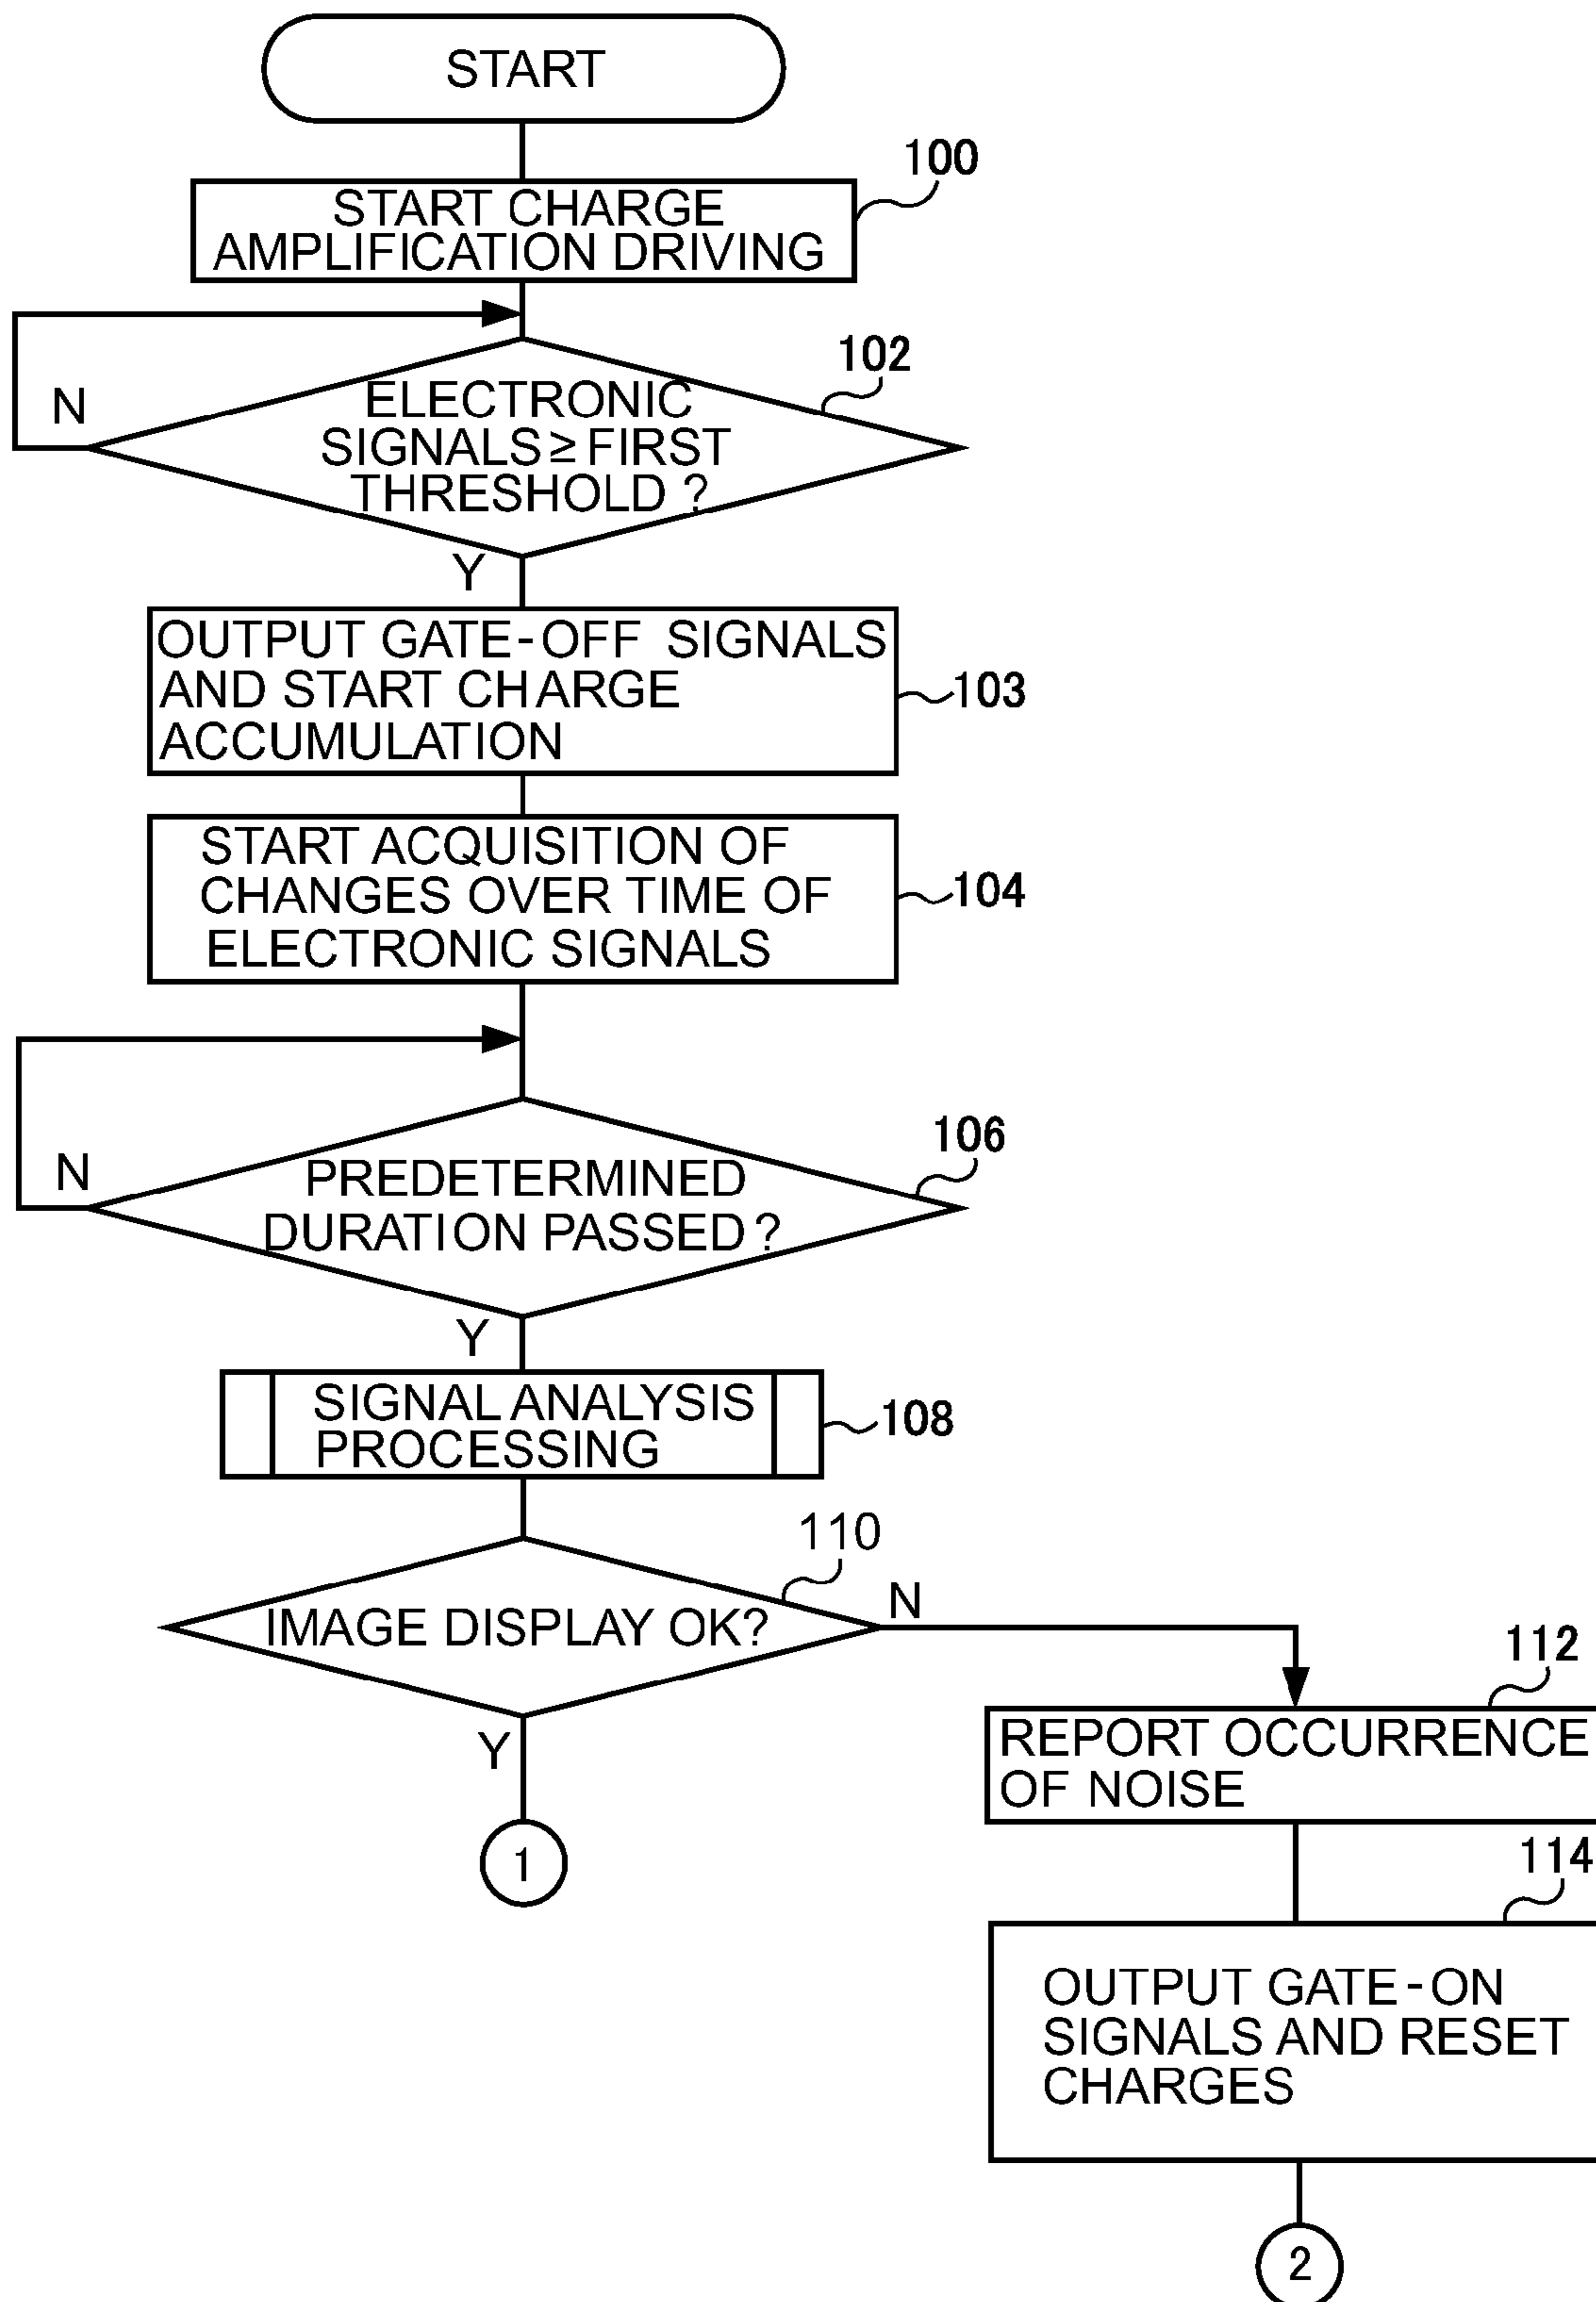 START
100
START CHARGE
AMPLIFICATION DRIVING
102
N
ELECTRONIC
SIGNALS≥FIRST
THRESHOLD ?
Y
OUTPUT GATE-OFF SIGNALS
AND START CHARGE
ACCUMULATION
103
START ACQUISITION OF
CHANGES OVER TIME OF
ELECTRONIC SIGNALS
104
106
N
PREDETERMINED
DURATION PASSED ?
Y
SIGNAL ANALYSIS
PROCESSING
108
110
IMAGE DISPLAY OK?
N
Y
1
112
REPORT OCCURRENCE
OF NOISE
114
OUTPUT GATE-ON
SIGNALS AND RESET
CHARGES
2